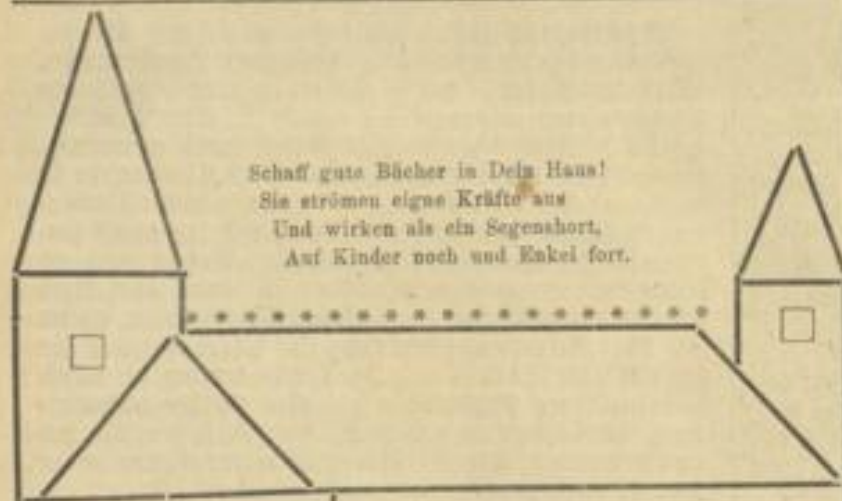 Schaff gute Bücher in Dein Haus!
Sie strömen eigne Kräfte aus
Und wirken als ein Segenshort,
Auf Kinder noch und Enkel fort.